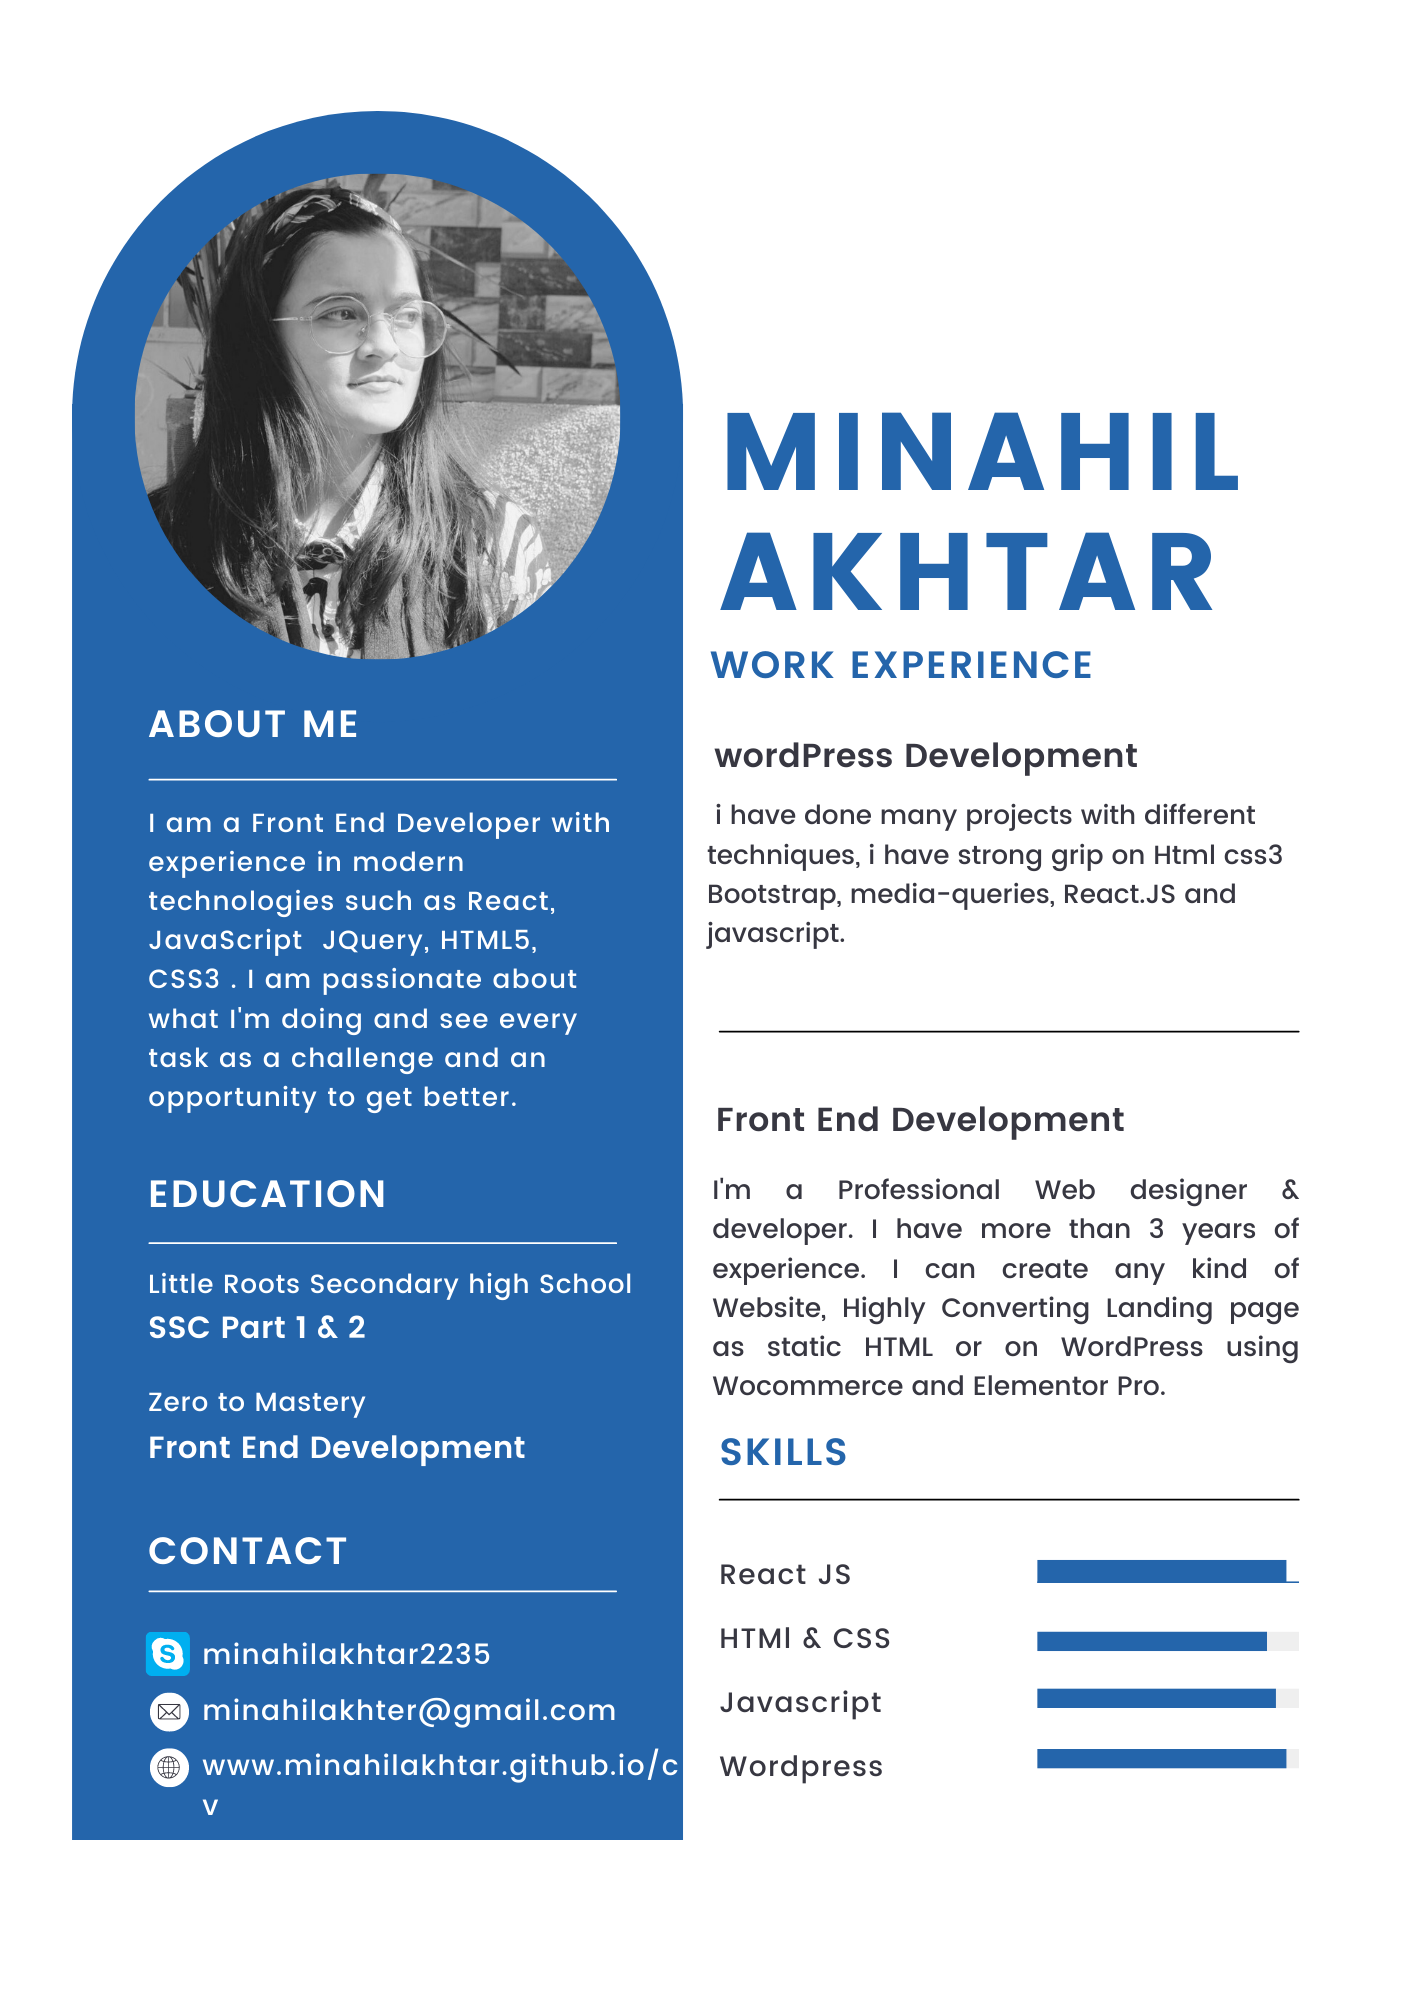 MINAHIL
AKHTAR
ABOUT ME
I am a Front End Developer with
experience in modern
technologies such as React,
JavaScript JQuery, HTML5,
CSS3 . I am passionate about
what I'm doing and see every
task as a challenge and an
opportunity to get better.
EDUCATION
Little Roots Secondary high School
SSC Part 1 & 2
Zero to Mastery
Front End Development
CONTACT
minahilakhtar2235
minahilakhter@gmail.com
www.minahilakhtar.github.io/c
v
WORK EXPERIENCE
wordPress Development
i have done many projects with different
techniques, i have strong grip on Html css3
Bootstrap, media-queries, React.JS and
javascript.
Front End Development
I'm a Professional Web designer &
developer. I have more than 3 years of
experience. I can create any kind of
Website, Highly Converting Landing page
as static HTML or on WordPress using
Wocommerce and Elementor Pro.
SKILLS
React JS
HTMl & CSS
Javascript
Wordpress